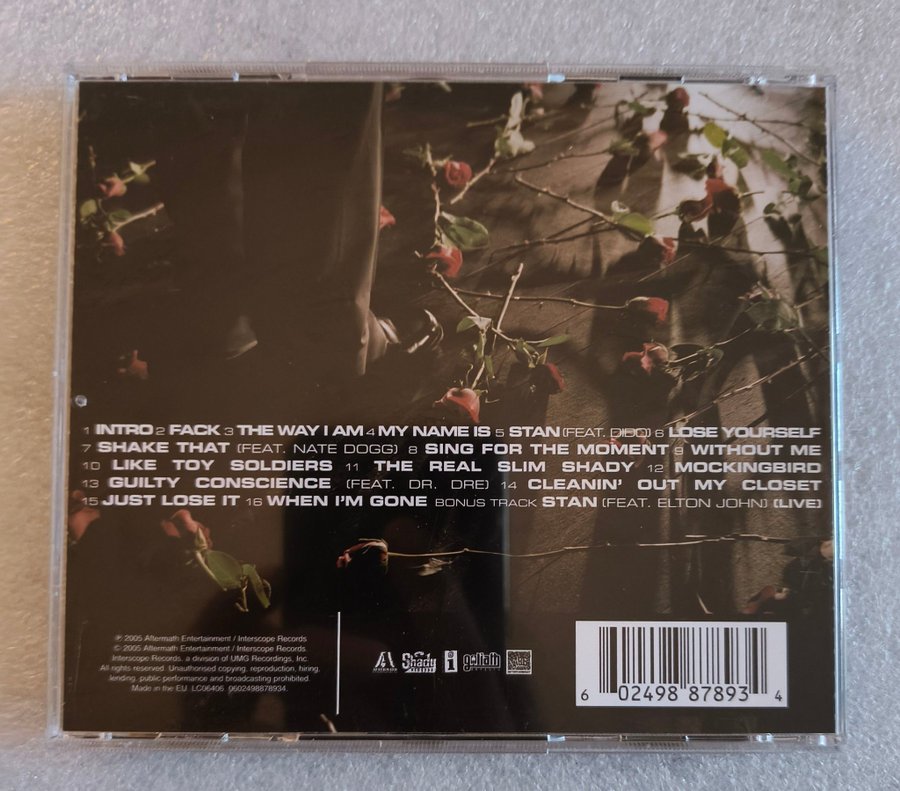 1 INTRO 2 FACK 3 THE WAY I AM 4 MY NAME IS 5 STAN (FEAT. DIDO) 6 LOSE YOURSELF
7 SHAKE THAT (FEAT. NATE DOGG) 8 SING FOR THE MOMENT 9 WITHOUT ME
10 LIKE TOY SOLDIERS 11 THE REAL SLIM SHADY 12 MOCKINGBIRD
13 GUILTY CONSCIENCE (FEAT. DR. DRE) 14 CLEANIN' OUT MY CLOSET
15 JUST LOSE IT 16 WHEN I'M GONE BONUS TRACK STAN (FEAT. ELTON JOHN) (LIVE)
℗ 2005 Aftermath Entertainment / Interscope Records
© 2005 Aftermath Entertainment / Interscope Records.
Interscope Records, a division of UMG Recordings, Inc.
All rights reserved. Unauthorised copying, reproduction, hiring,
lending, public performance and broadcasting prohibited.
Made in the EU LC06406 0602498878934.
Shady
i
goliath
6 02498 87893 4